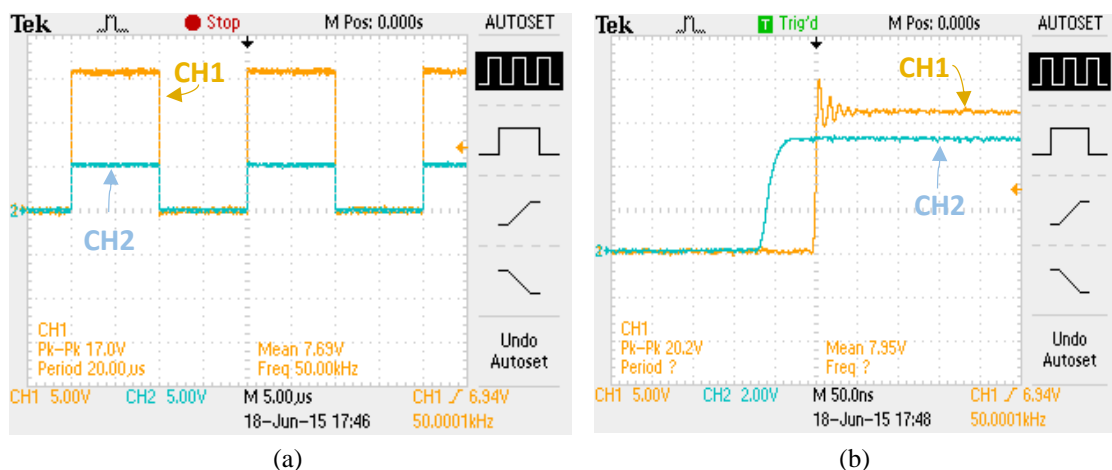 Tek Stop M Pos: 0.000s AUTOSET
CH1
2
CH2
CH1
Pk-Pk 17.0V Mean 7.69V
Period 20.00µs Freq 50.00kHz
Undo
Autoset
CH1 5.00V CH2 5.00V M 5.00µs CH1 6.94V
18-Jun-15 17:46 50.0001kHz
(a)
Tek T Trig'd M Pos: 0.000s AUTOSET
CH1
CH2
2
CH1
Pk-Pk 20.2V Mean 7.95V
Period ? Freq ?
Undo
Autoset
CH1 5.00V CH2 2.00V M 50.0ns CH1 6.94V
18-Jun-15 17:48 50.0001kHz
(b)